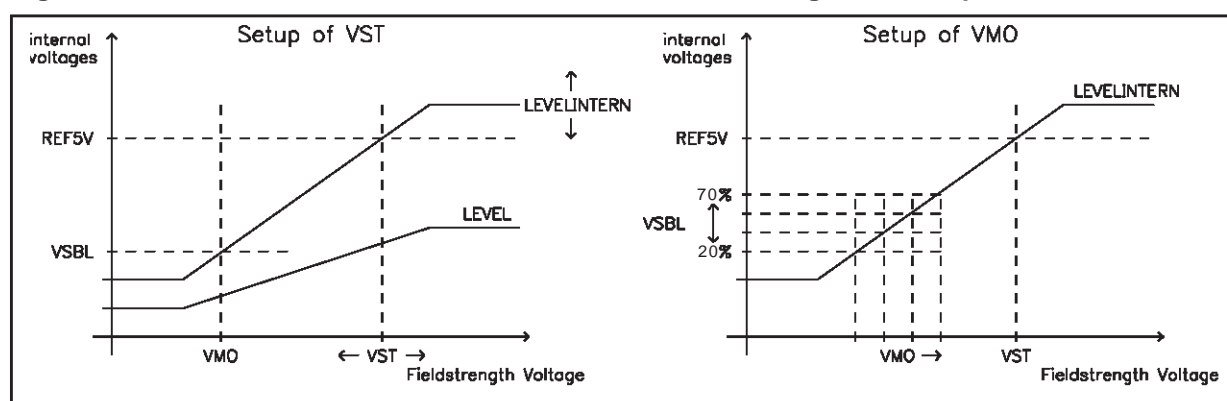 Setup of VST
internal
voltages
LEVELINTERN
REF5V
LEVEL
VSBL
VMO
← VST →
Fieldstrength Voltage
Setup of VMO
internal
voltages
LEVELINTERN
REF5V
70%
VSBL
20%
VMO →
VST
Fieldstrength Voltage